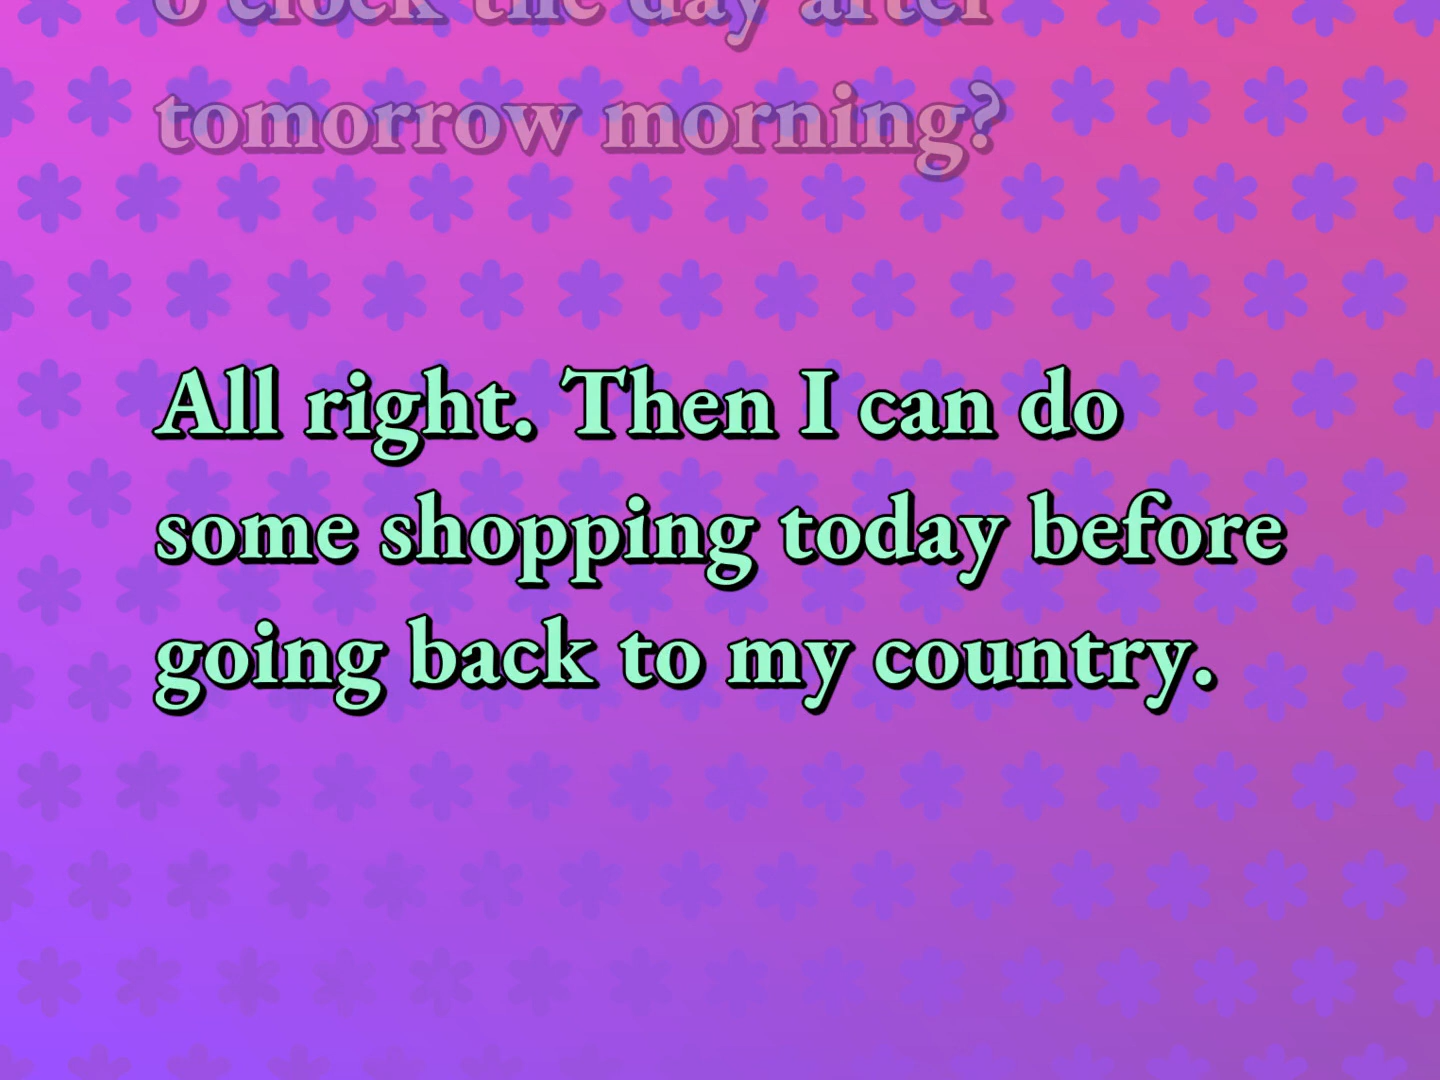 o'clock the day after
tomorrow morning?
All right. Then I can do
some shopping today before
going back to my country.